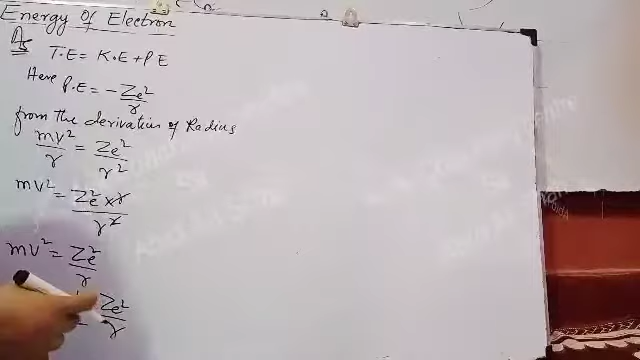 Energy Of Electron
As T.E = K.E + P E
Here P.E = - Ze²/r
from the derivation of Radius
mv²/r = Ze²/r²
mv² = Ze² × r/r²
mv² = Ze²/r
= Ze²/r